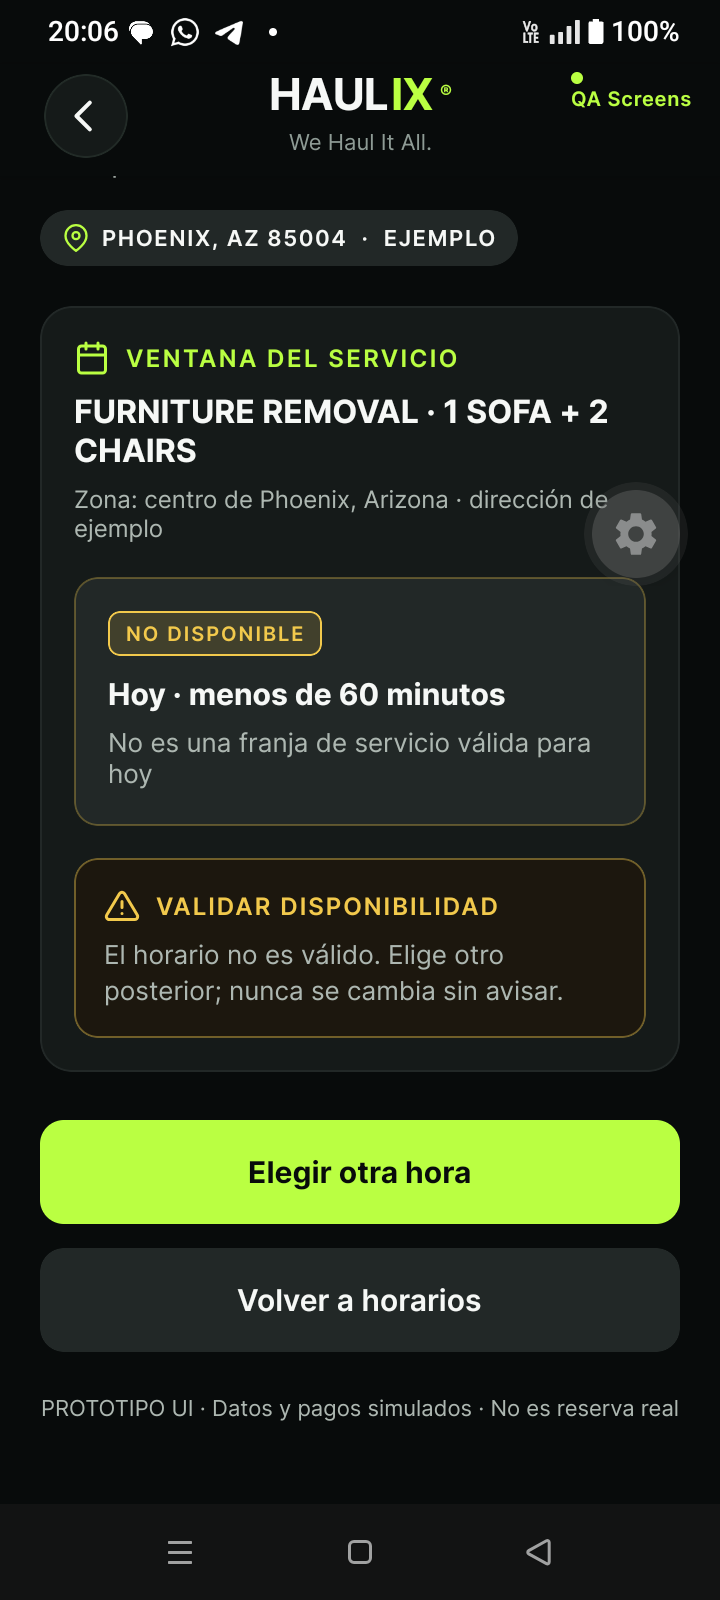 20:06
Vo LTE
100%
HAULIX ®
QA Screens
We Haul It All.
PHOENIX, AZ 85004 · EJEMPLO
VENTANA DEL SERVICIO
FURNITURE REMOVAL · 1 SOFA + 2
CHAIRS
Zona: centro de Phoenix, Arizona · dirección de
ejemplo
NO DISPONIBLE
Hoy · menos de 60 minutos
No es una franja de servicio válida para
hoy
VALIDAR DISPONIBILIDAD
El horario no es válido. Elige otro
posterior; nunca se cambia sin avisar.
Elegir otra hora
Volver a horarios
PROTOTIPO UI · Datos y pagos simulados · No es reserva real